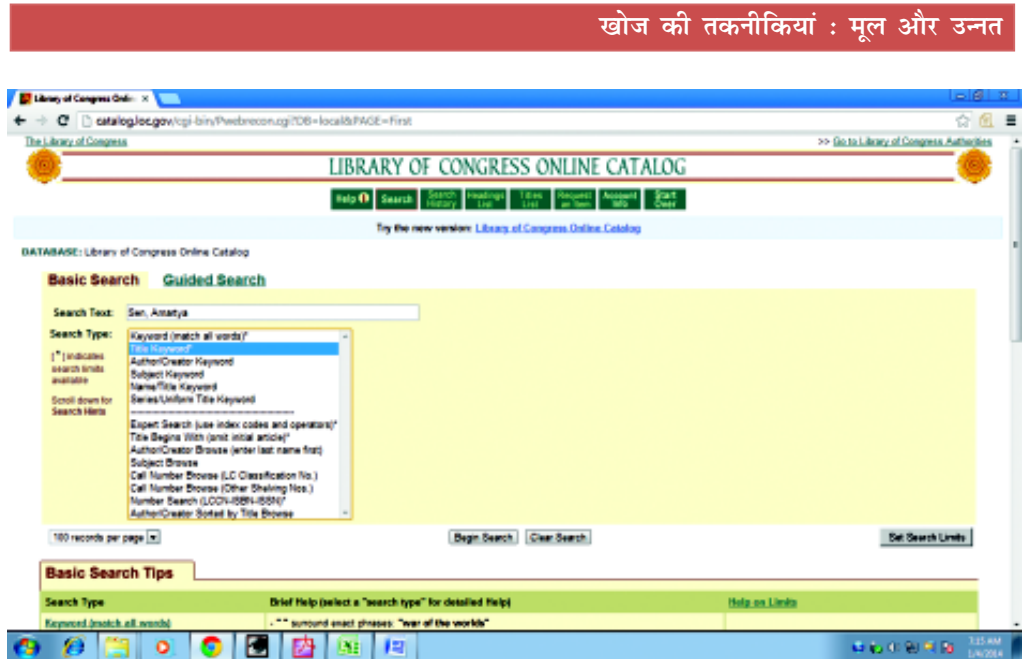 खोज की तकनीकियां : मूल और उन्नत
Library of Congress Onli
catalog.loc.gov/cgi-bin/Pwebrecon.cgi?DB=local&PAGE=First
The Library of Congress >> Go to Library of Congress Authorities
LIBRARY OF CONGRESS ONLINE CATALOG
Help Search Search History Headings List Titles List Request an Item Account Info Start Over
Try the new version: Library of Congress Online Catalog
DATABASE: Library of Congress Online Catalog
Basic Search Guided Search
Search Text: Sen, Amartya
Search Type:
[*] indicates
search limits
available
Scroll down for
Search Hints
Keyword (match all words)*
Title Keyword*
Author/Creator Keyword
Subject Keyword
Name/Title Keyword
Series/Uniform Title Keyword
Expert Search (use index codes and operators)*
Title Begins With (omit initial article)*
Author/Creator Browse (enter last name first)
Subject Browse
Call Number Browse (LC Classification No.)
Call Number Browse (Other Shelving Nos.)
Number Search (LCCN-ISBN-ISSN)*
Author/Creator Sorted by Title Browse
100 records per page Begin Search Clear Search Set Search Limits
Basic Search Tips
Search Type Brief Help (select a "search type" for detailed Help) Help on Limits
Keyword (match all words) - " " surround exact phrases: "war of the worlds"
7:15 AM
1/4/2014